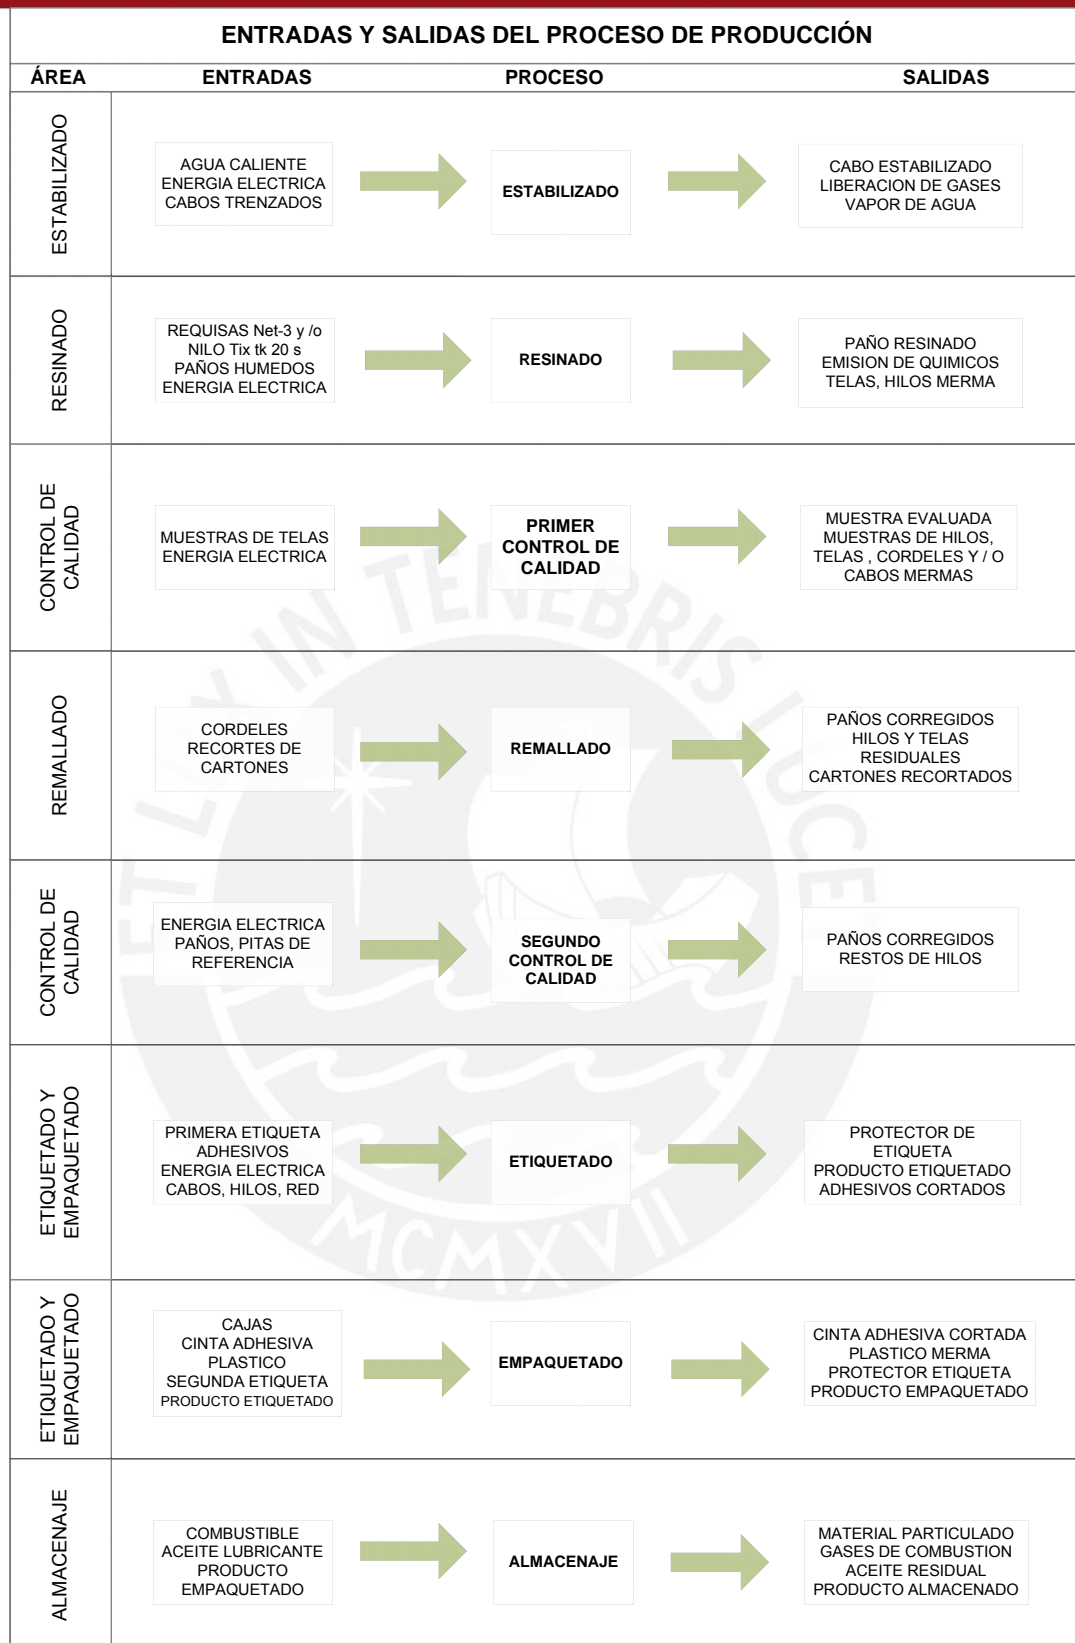 ENTRADAS Y SALIDAS DEL PROCESO DE PRODUCCIÓN
ÁREA ENTRADAS PROCESO SALIDAS
ESTABILIZADO
AGUA CALIENTE
ENERGIA ELECTRICA
CABOS TRENZADOS
ESTABILIZADO
CABO ESTABILIZADO
LIBERACION DE GASES
VAPOR DE AGUA
RESINADO
REQUISAS Net-3 y /o
NILO Tix tk 20 s
PAÑOS HUMEDOS
ENERGIA ELECTRICA
RESINADO
PAÑO RESINADO
EMISION DE QUIMICOS
TELAS, HILOS MERMA
CONTROL DE
CALIDAD
MUESTRAS DE TELAS
ENERGIA ELECTRICA
PRIMER
CONTROL DE
CALIDAD
MUESTRA EVALUADA
MUESTRAS DE HILOS,
TELAS , CORDELES Y / O
CABOS MERMAS
REMALLADO
CORDELES
RECORTES DE
CARTONES
REMALLADO
PAÑOS CORREGIDOS
HILOS Y TELAS
RESIDUALES
CARTONES RECORTADOS
CONTROL DE
CALIDAD
ENERGIA ELECTRICA
PAÑOS, PITAS DE
REFERENCIA
SEGUNDO
CONTROL DE
CALIDAD
PAÑOS CORREGIDOS
RESTOS DE HILOS
ETIQUETADO Y
EMPAQUETADO
PRIMERA ETIQUETA
ADHESIVOS
ENERGIA ELECTRICA
CABOS, HILOS, RED
ETIQUETADO
PROTECTOR DE
ETIQUETA
PRODUCTO ETIQUETADO
ADHESIVOS CORTADOS
ETIQUETADO Y
EMPAQUETADO
CAJAS
CINTA ADHESIVA
PLASTICO
SEGUNDA ETIQUETA
PRODUCTO ETIQUETADO
EMPAQUETADO
CINTA ADHESIVA CORTADA
PLASTICO MERMA
PROTECTOR ETIQUETA
PRODUCTO EMPAQUETADO
ALMACENAJE
COMBUSTIBLE
ACEITE LUBRICANTE
PRODUCTO
EMPAQUETADO
ALMACENAJE
MATERIAL PARTICULADO
GASES DE COMBUSTION
ACEITE RESIDUAL
PRODUCTO ALMACENADO
ET LUX IN TENEBRIS LUCET
MCMXVII